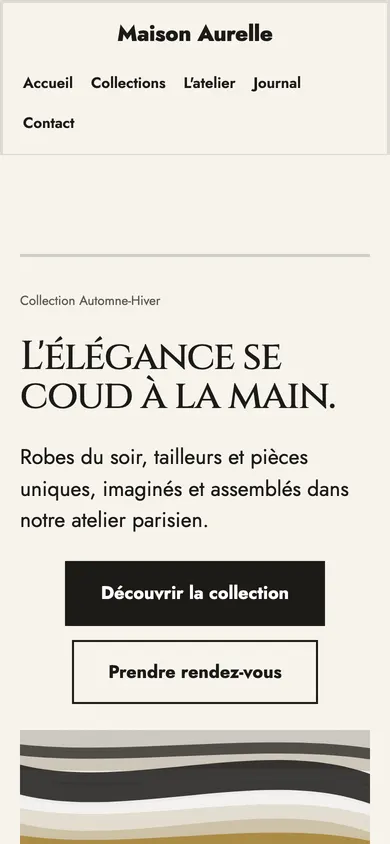 Maison Aurelle
Accueil Collections L'atelier Journal
Contact
Collection Automne-Hiver
L'ÉLÉGANCE SE
COUD À LA MAIN.
Robes du soir, tailleurs et pièces
uniques, imaginés et assemblés dans
notre atelier parisien.
Découvrir la collection
Prendre rendez-vous